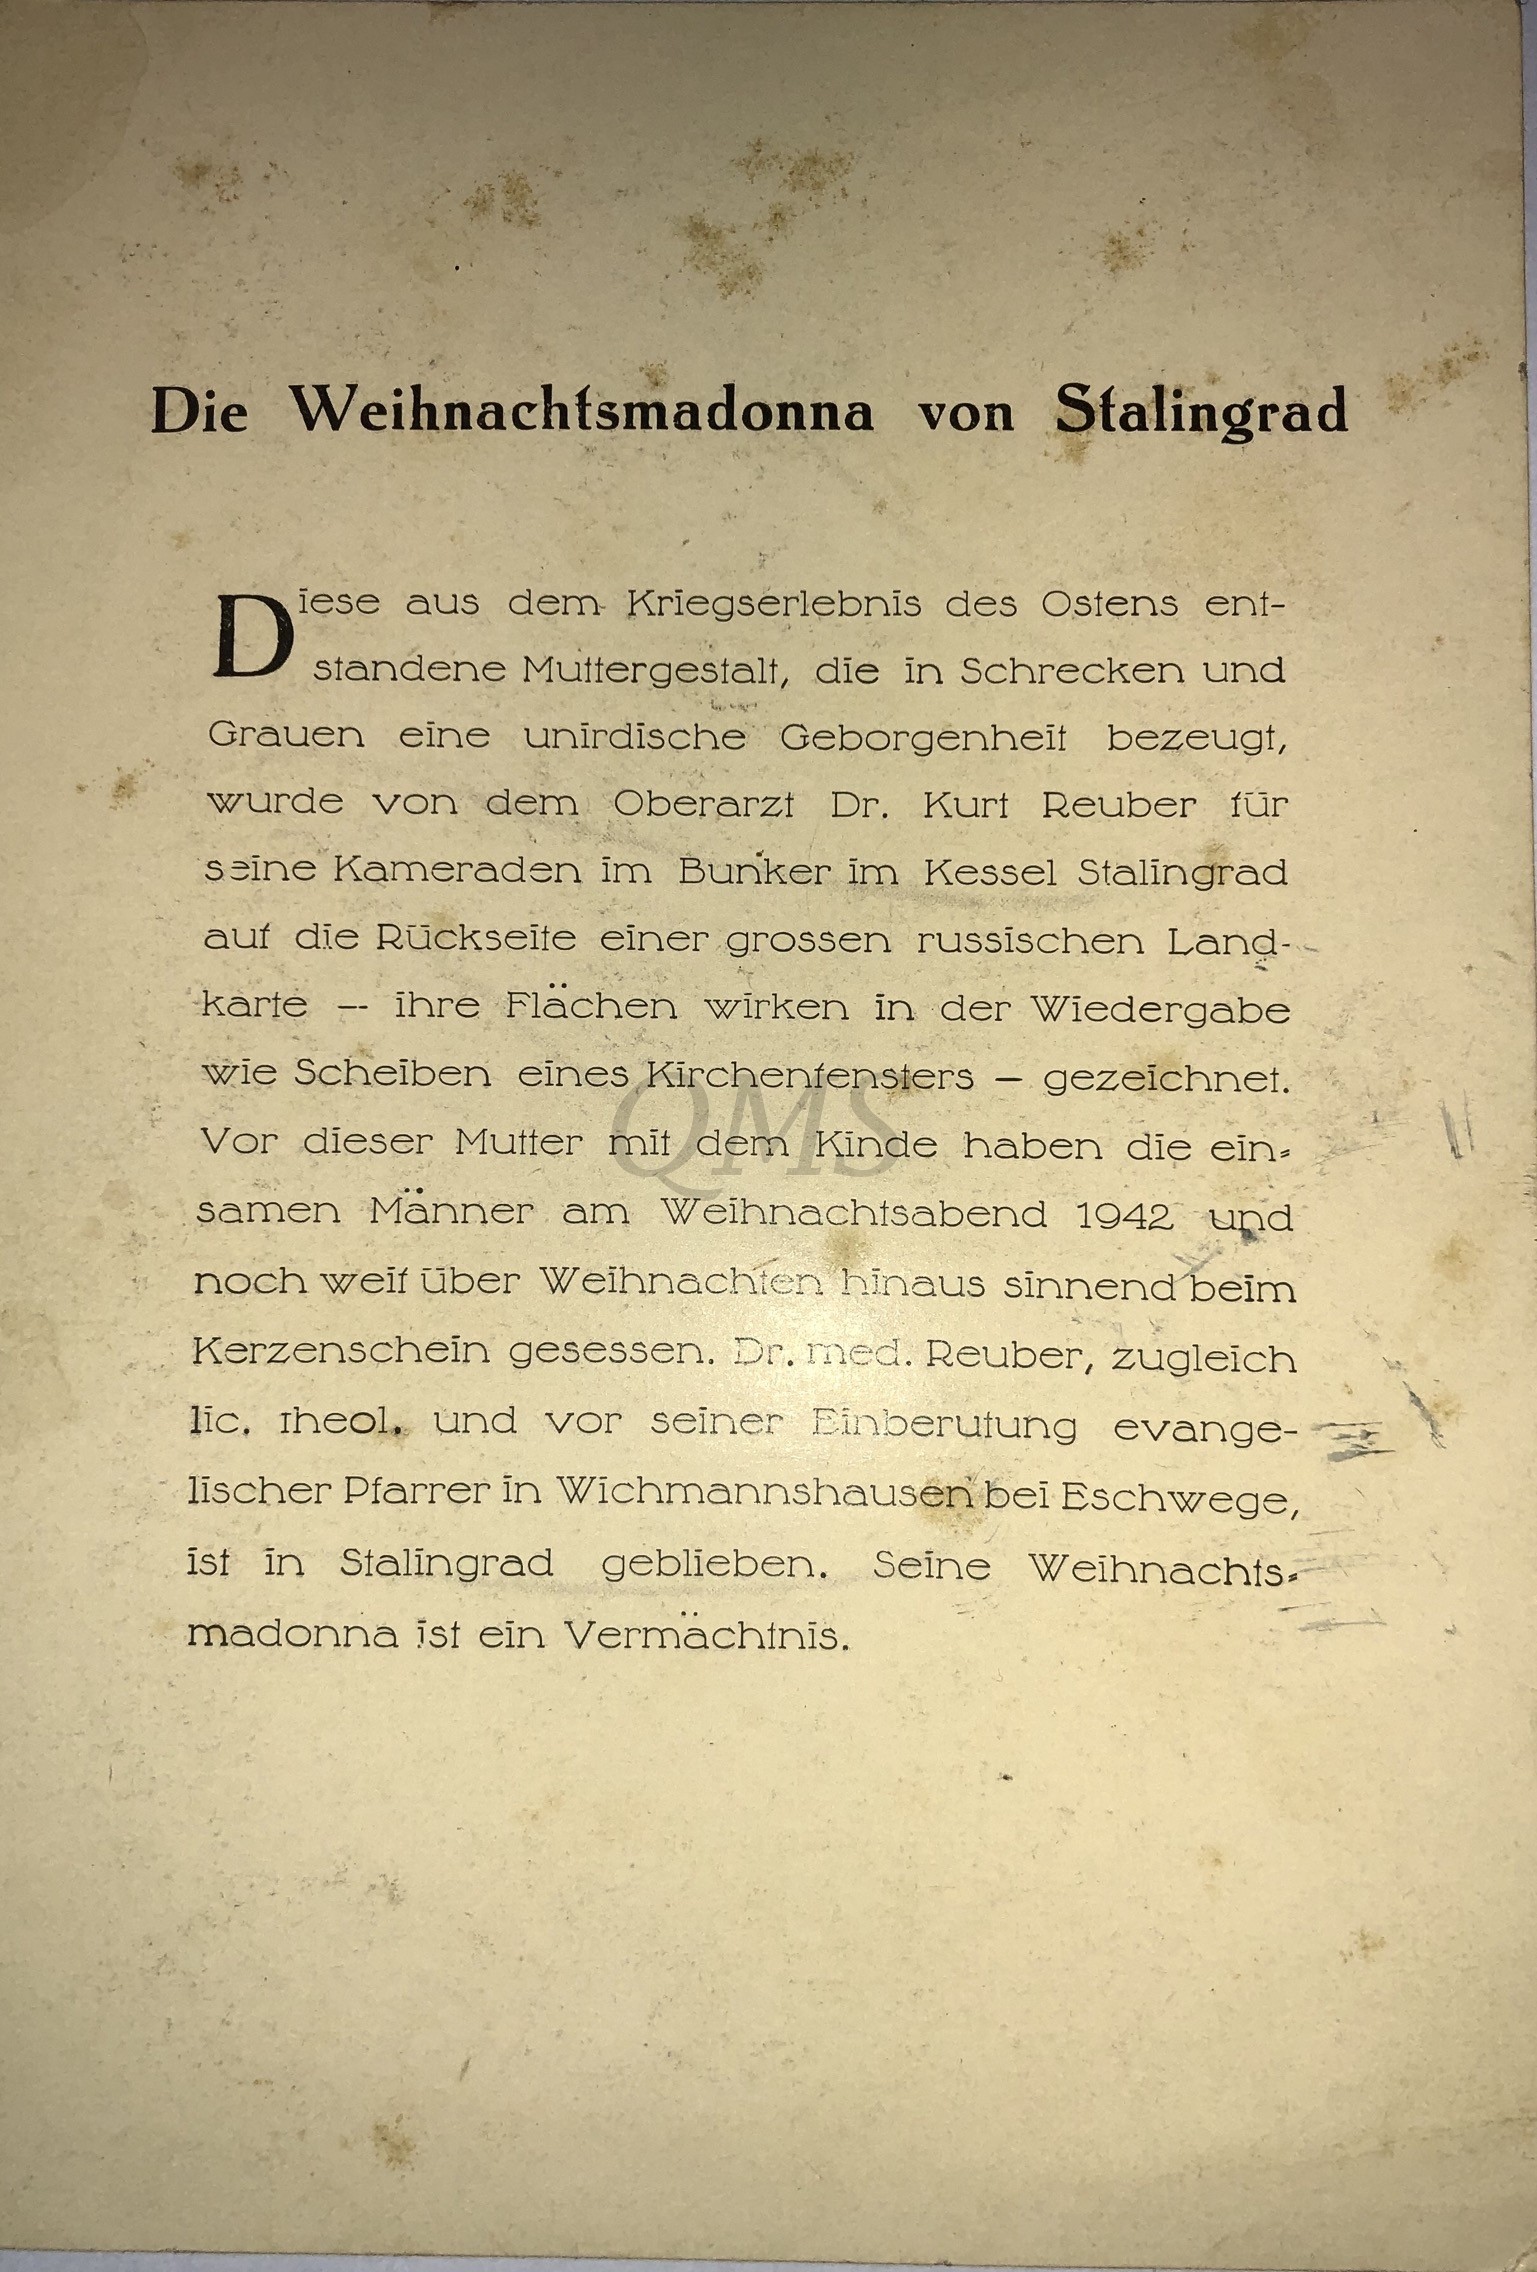 Die Weihnachtsmadonna von Stalingrad
Diese aus dem Kriegserlebnis des Ostens ent-
standene Muttergestalt, die in Schrecken und
Grauen eine unirdische Geborgenheit bezeugt,
wurde von dem Oberarzt Dr. Kurt Reuber für
seine Kameraden im Bunker im Kessel Stalingrad
auf die Rückseite einer grossen russischen Land-
karte -- ihre Flächen wirken in der Wiedergabe
wie Scheiben eines Kirchenfensters — gezeichnet.
Vor dieser Mutter mit dem Kinde haben die ein-
samen Männer am Weihnachtsabend 1942 und
noch weit über Weihnachten hinaus sinnend beim
Kerzenschein gesessen. Dr. med. Reuber, zugleich
lic. theol. und vor seiner Einberufung evange-
lischer Pfarrer in Wichmannshausen bei Eschwege,
ist in Stalingrad geblieben. Seine Weihnachts-
madonna ist ein Vermächtnis.
QMS